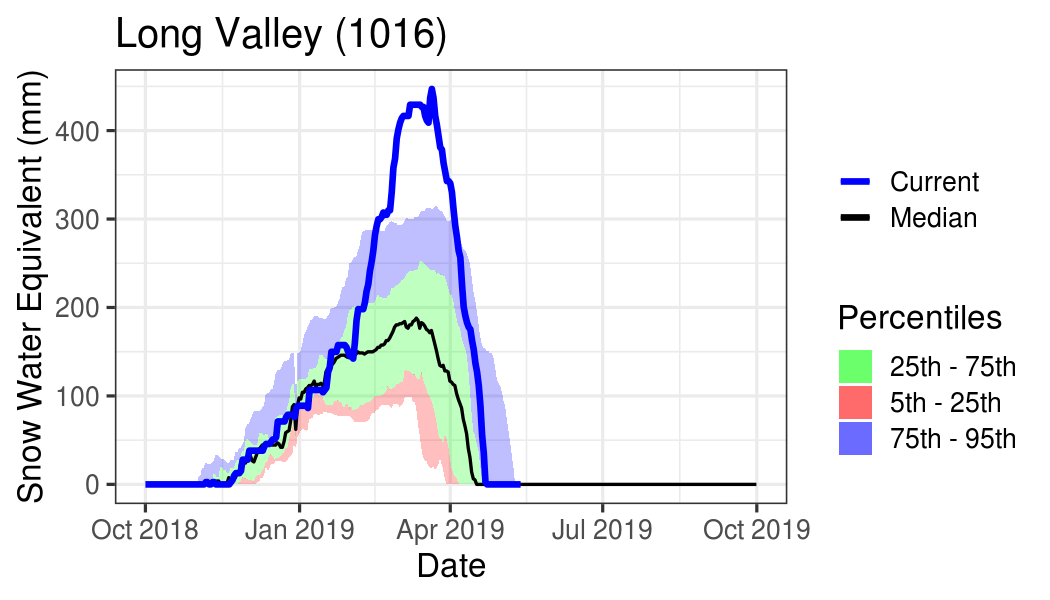 Long Valley (1016)
Snow Water Equivalent (mm)
400
300
200
100
0
Oct 2018
Jan 2019
Apr 2019
Jul 2019
Oct 2019
Date
Current
Median
Percentiles
25th - 75th
5th - 25th
75th - 95th